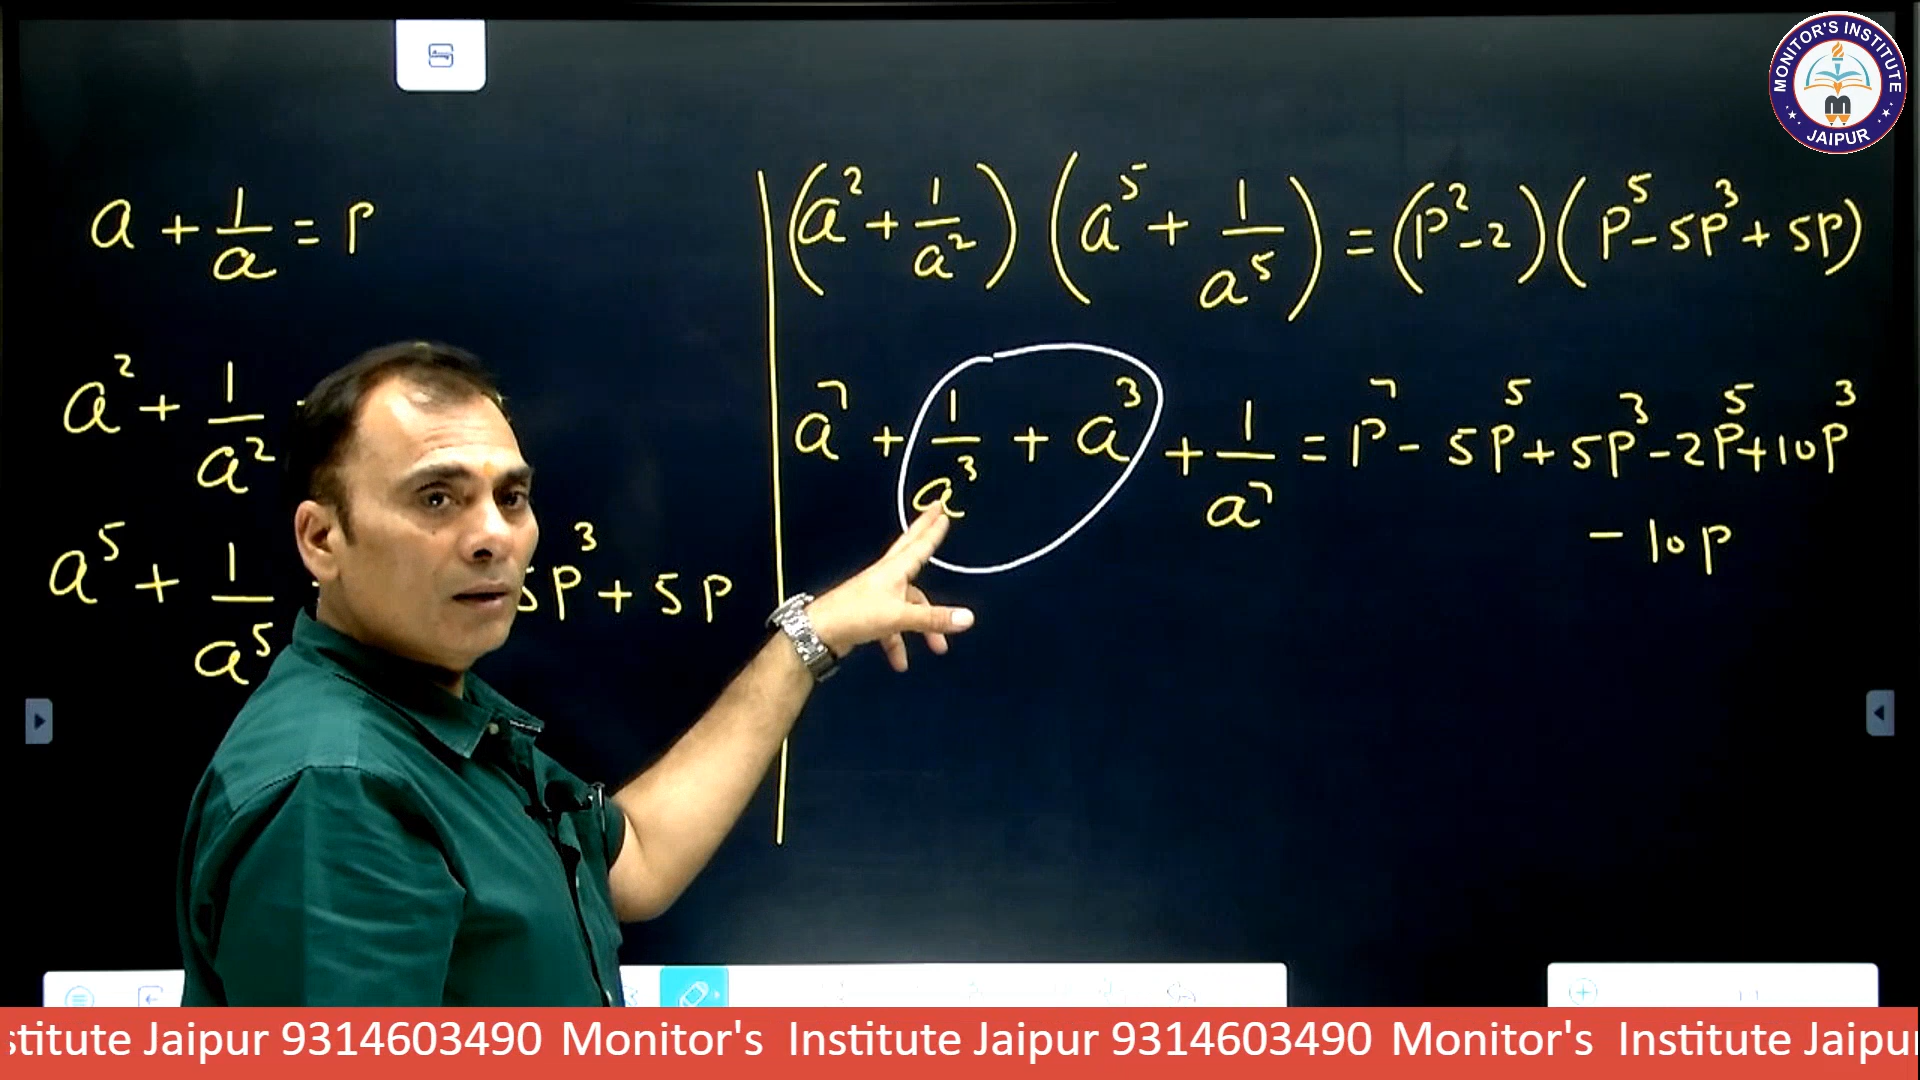 MONITOR'S INSTITUTE
JAIPUR
a + 1/a = p
a² + 1/a²
a⁵ + 1/a⁵ 5p³ + 5p
(a² + 1/a²) (a⁵ + 1/a⁵) = (p² - 2) (p⁵ - 5p³ + 5p)
a⁷ + 1/a³ + a³ + 1/a⁷ = p⁷ - 5p⁵ + 5p³ - 2p⁵ + 10p³
- 10p
stitute Jaipur 9314603490 Monitor's Institute Jaipur 9314603490 Monitor's Institute Jaipu